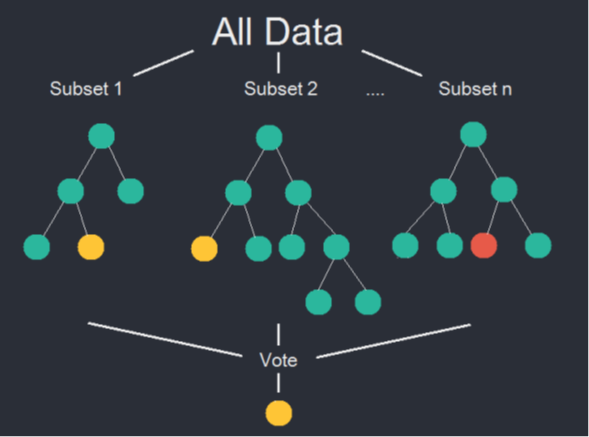 All Data
Subset 1 Subset 2 .... Subset n
Vote